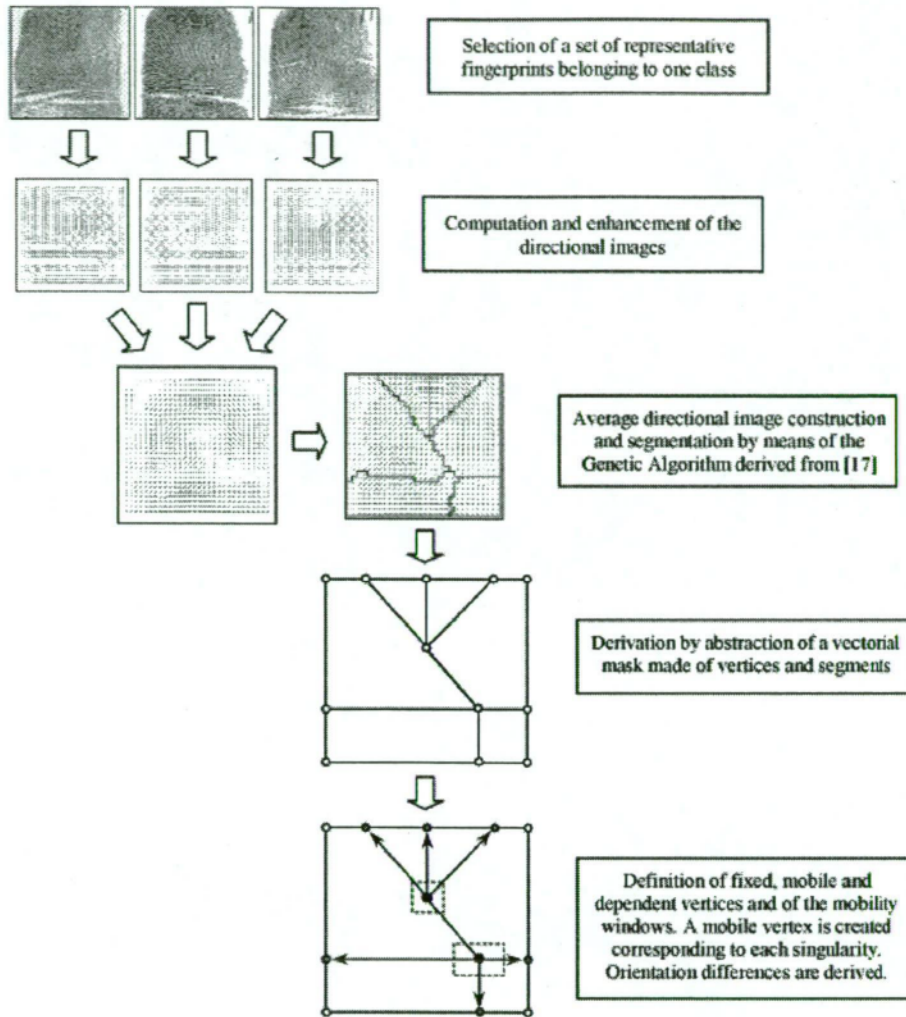 Selection of a set of representative
fingerprints belonging to one class
Computation and enhancement of the
directional images
Average directional image construction
and segmentation by means of the
Genetic Algorithm derived from [17]
Derivation by abstraction of a vectorial
mask made of vertices and segments
Definition of fixed, mobile and
dependent vertices and of the mobility
windows. A mobile vertex is created
corresponding to each singularity.
Orientation differences are derived.